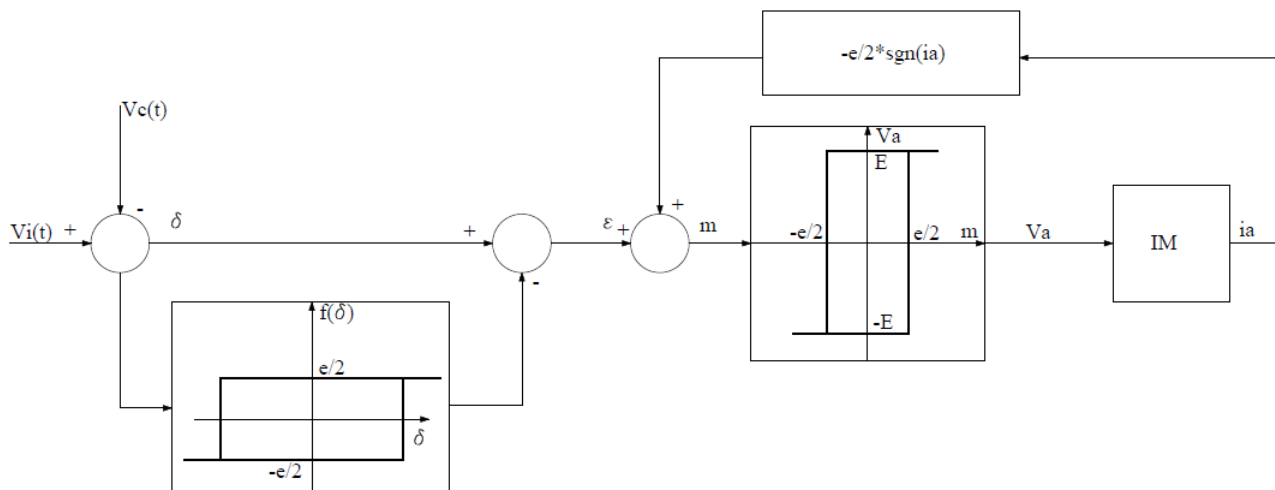 -e/2*sgn(ia)
Vc(t)
-
Va
E
+
Vi(t) +
δ
+
ε +
m
-e/2
e/2
m
Va
IM
ia
-
-E
f(δ)
e/2
δ
-e/2